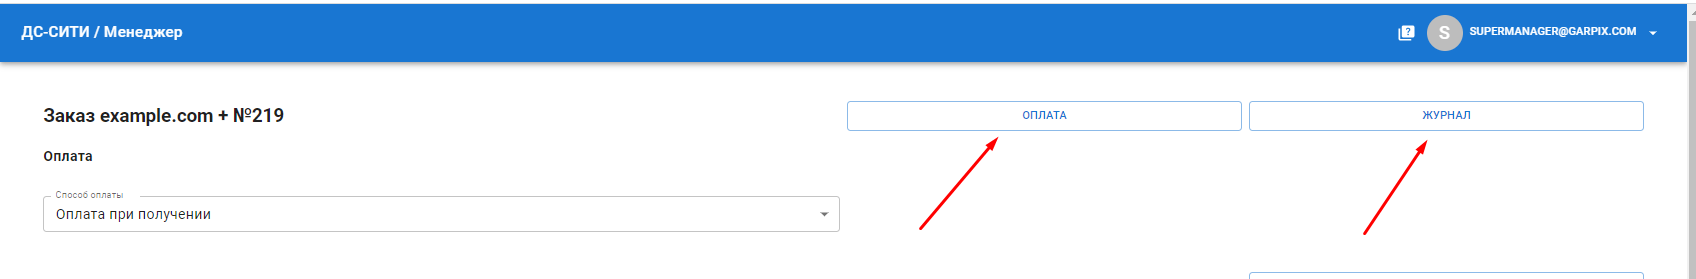 ДС-СИТИ / Менеджер
S SUPERMANAGER@GARPIX.COM
Заказ example.com + №219
ОПЛАТА
ЖУРНАЛ
Оплата
Способ оплаты
Оплата при получении